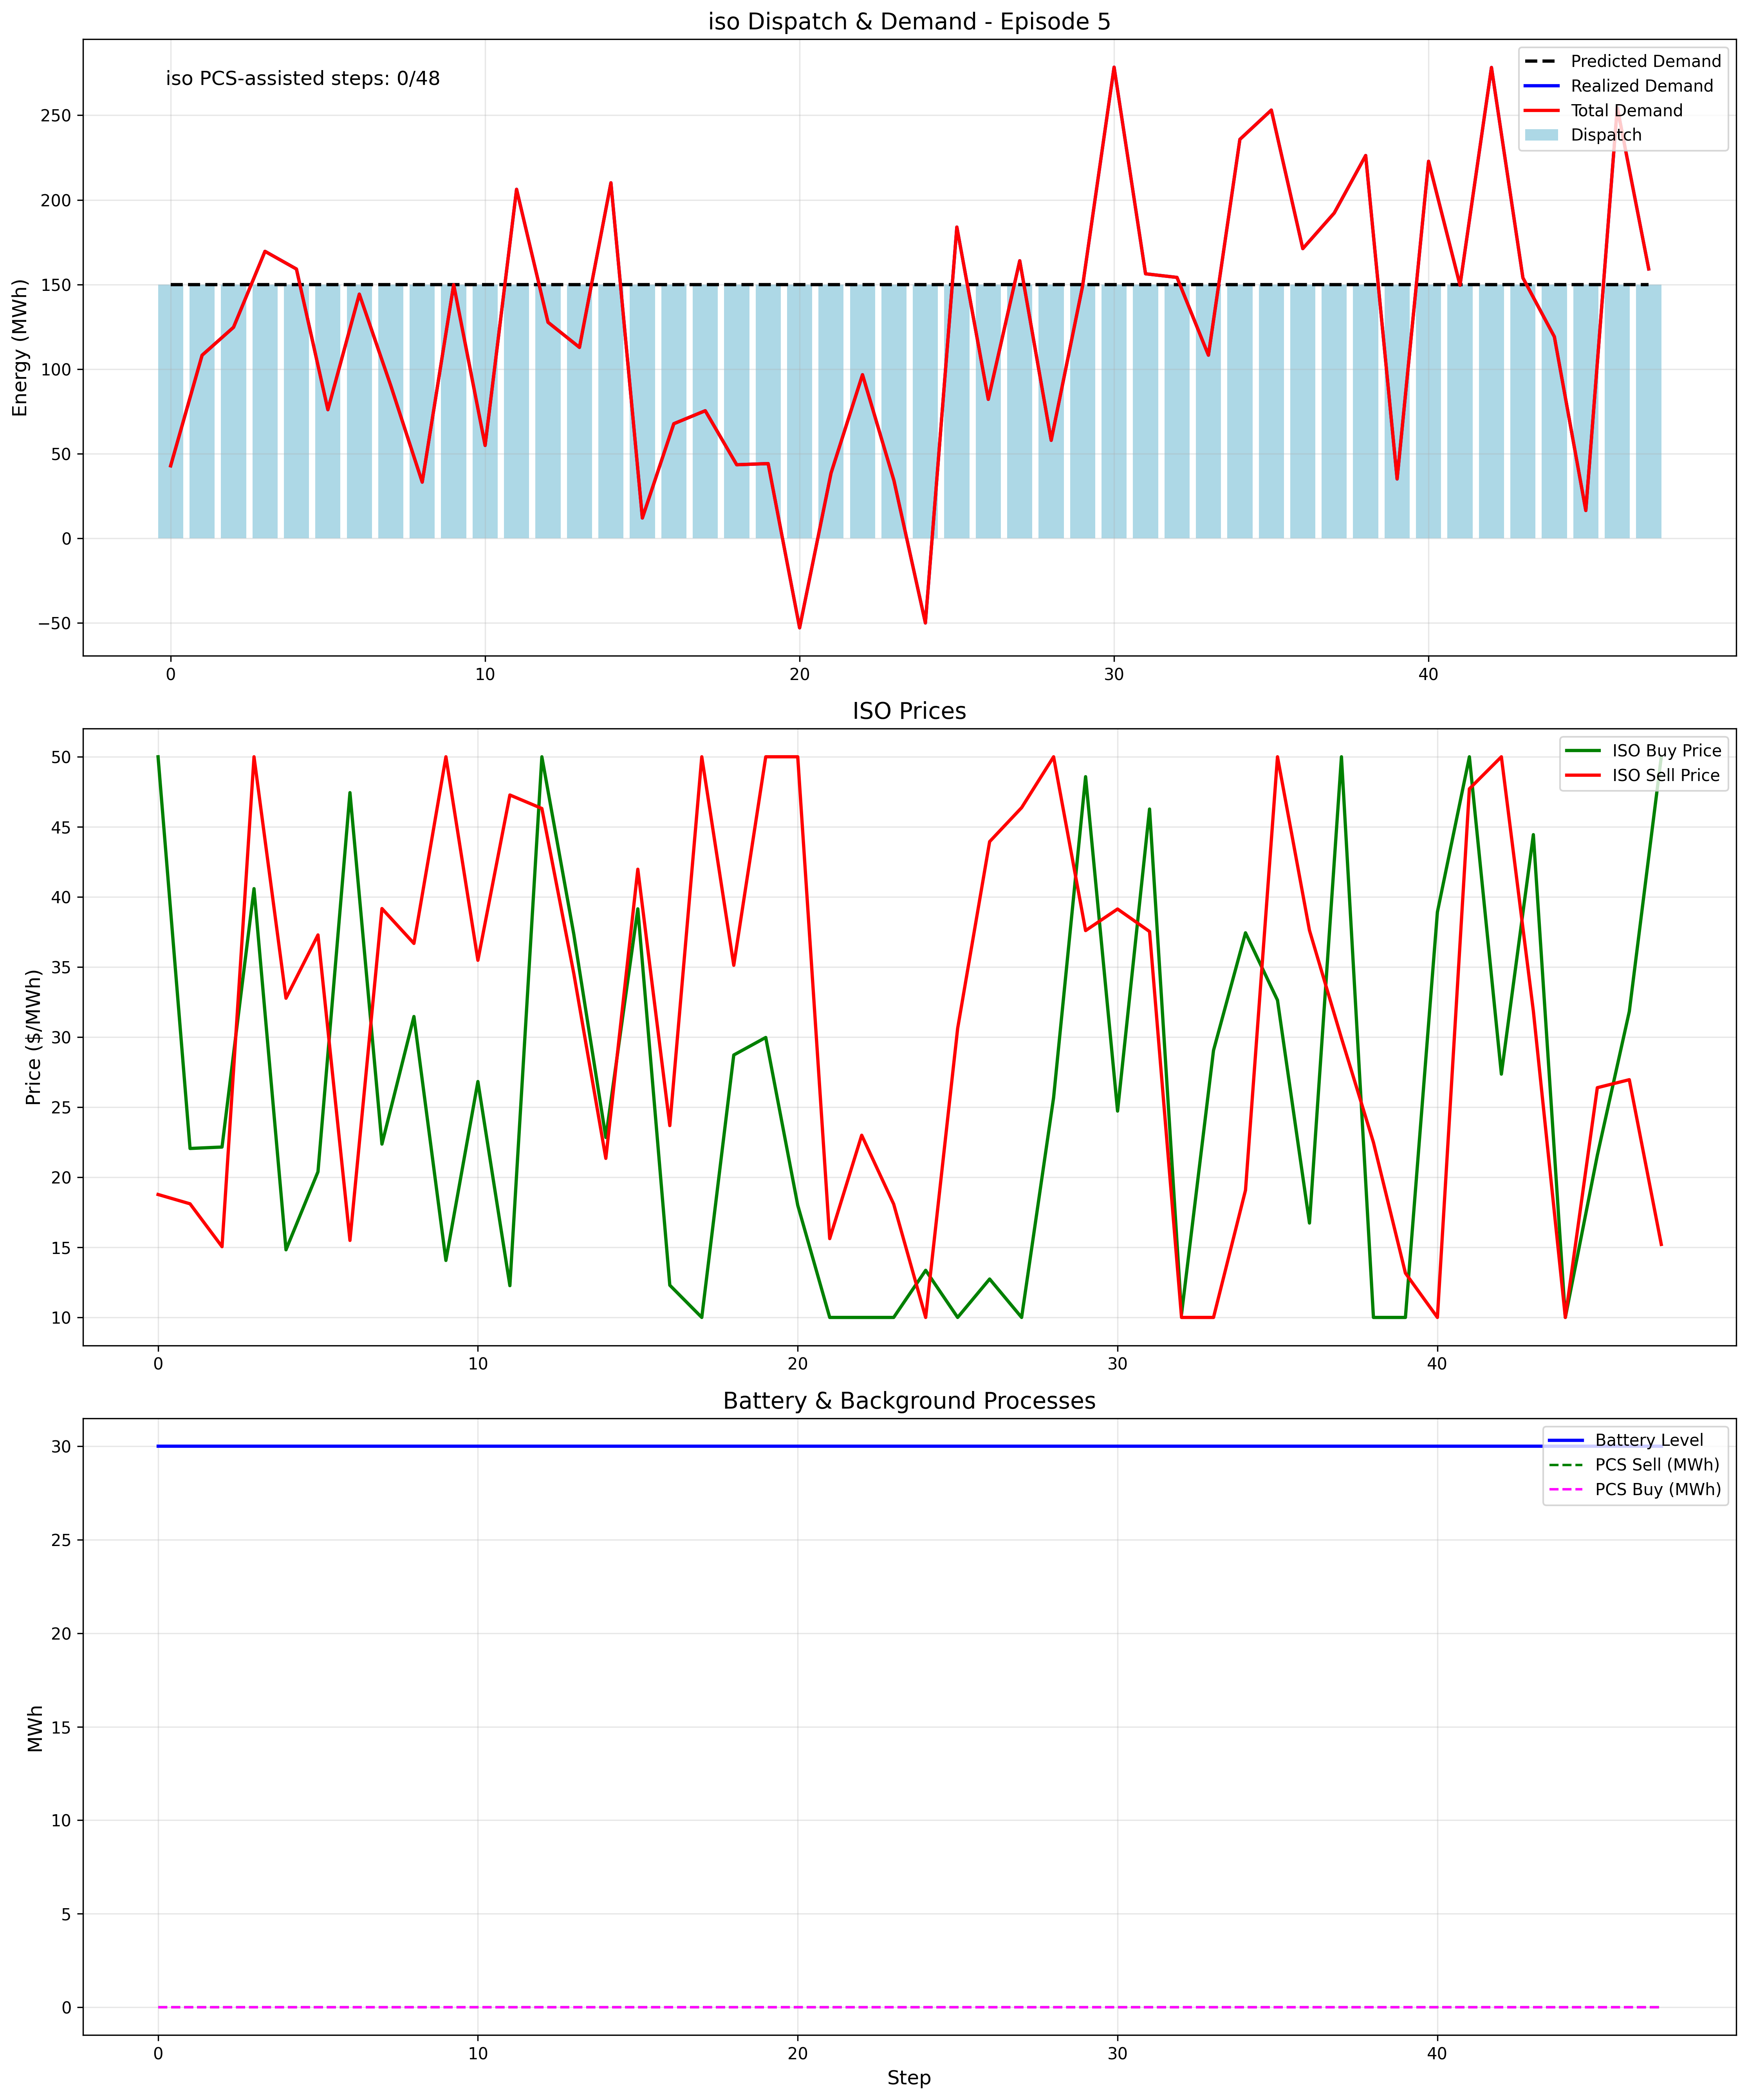 iso Dispatch & Demand - Episode 5
iso PCS-assisted steps: 0/48
Predicted Demand
Realized Demand
Total Demand
Dispatch
Energy (MWh)
250
200
150
100
50
0
−50
0 10 20 30 40
ISO Prices
ISO Buy Price
ISO Sell Price
Price ($/MWh)
50
45
40
35
30
25
20
15
10
0 10 20 30 40
Battery & Background Processes
Battery Level
PCS Sell (MWh)
PCS Buy (MWh)
MWh
30
25
20
15
10
5
0
0 10 20 30 40
Step